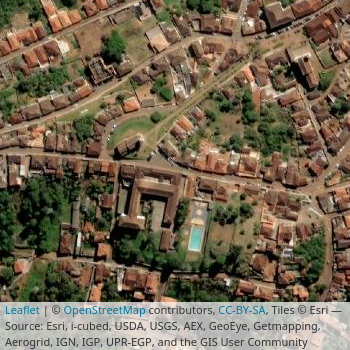 Leaflet | © OpenStreetMap contributors, CC-BY-SA, Tiles © Esri —
Source: Esri, i-cubed, USDA, USGS, AEX, GeoEye, Getmapping,
Aerogrid, IGN, IGP, UPR-EGP, and the GIS User Community